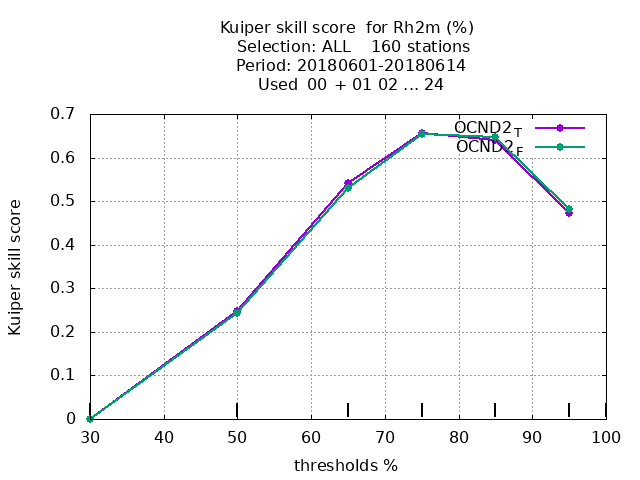 Kuiper skill score for Rh2m (%)
Selection: ALL 160 stations
Period: 20180601-20180614
Used 00 + 01 02 ... 24
0.7
0.6
0.5
0.4
0.3
0.2
0.1
0
Kuiper skill score
OCND2_T
OCND2_F
30 40 50 60 70 80 90 100
thresholds %